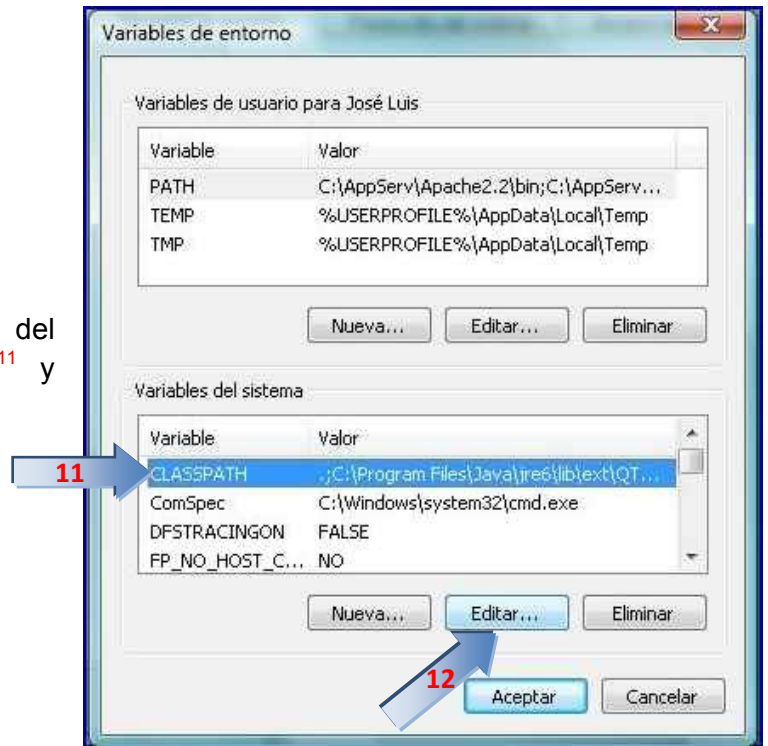 Variables de entorno
Variables de usuario para José Luis
Variable Valor
PATH C:\AppServ\Apache2.2\bin;C:\AppServ...
TEMP %USERPROFILE%\AppData\Local\Temp
TMP %USERPROFILE%\AppData\Local\Temp
Nueva... Editar... Eliminar
del
11 y
Variables del sistema
Variable Valor
11
CLASSPATH .;C:\Program Files\Java\jre6\lib\ext\QT...
ComSpec C:\Windows\system32\cmd.exe
DFSTRACINGON FALSE
FP_NO_HOST_C... NO
Nueva... Editar... Eliminar
12
Aceptar Cancelar